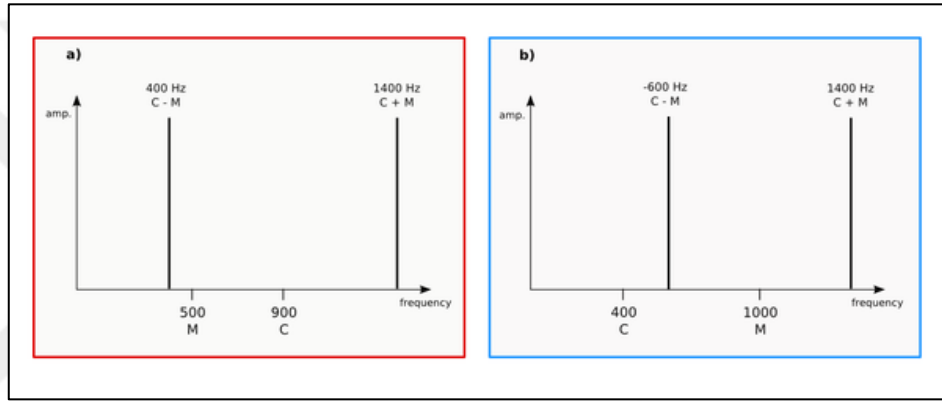 a)
400 Hz
C - M
1400 Hz
C + M
amp.
frequency
500
M
900
C
b)
-600 Hz
C - M
1400 Hz
C + M
amp.
frequency
400
C
1000
M